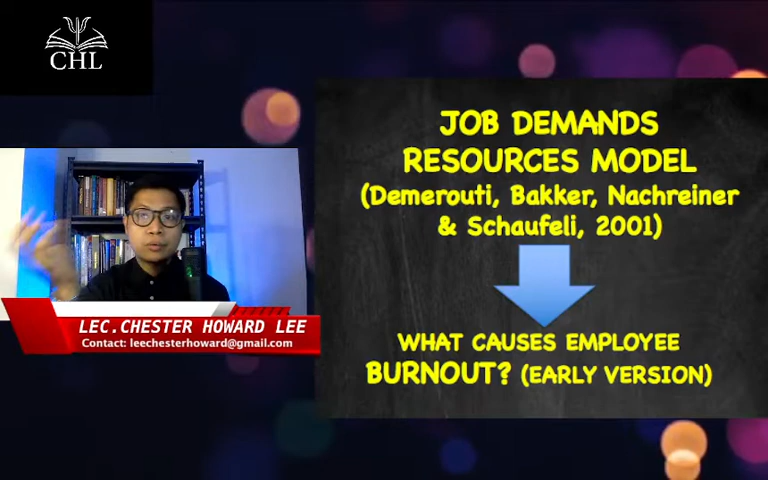 CHL
JOB DEMANDS
RESOURCES MODEL
(Demerouti, Bakker, Nachreiner
& Schaufeli, 2001)
WHAT CAUSES EMPLOYEE
BURNOUT? (EARLY VERSION)
LEC.CHESTER HOWARD LEE
Contact: leechesterhoward@gmail.com